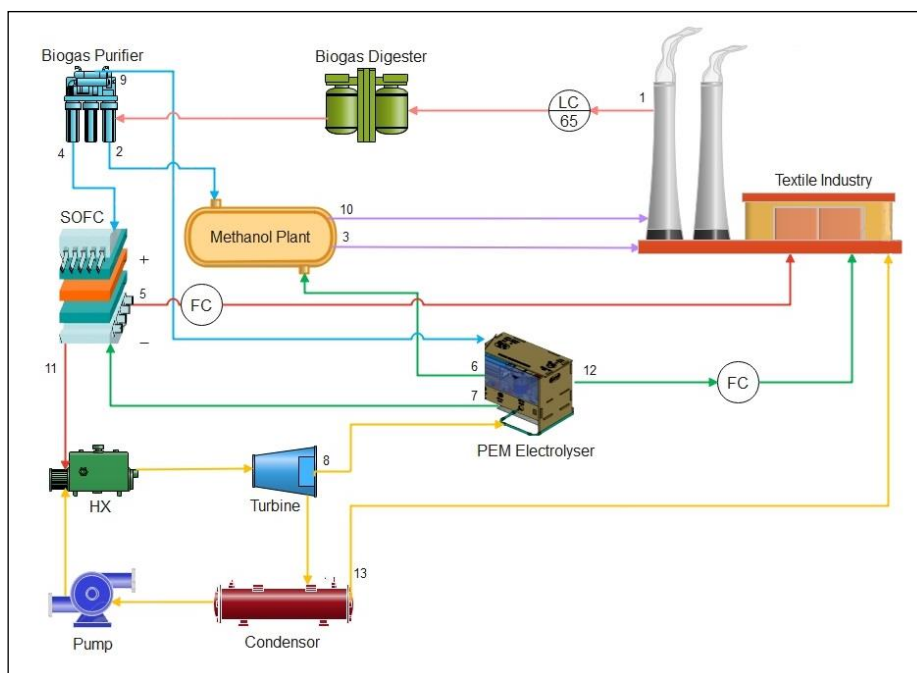 Biogas Purifier
9
Biogas Digester
LC
65
1
4
2
Textile Industry
SOFC
10
Methanol Plant
3
+
5
FC
−
11
6
12
FC
7
PEM Electrolyser
8
HX
Turbine
13
Pump
Condensor